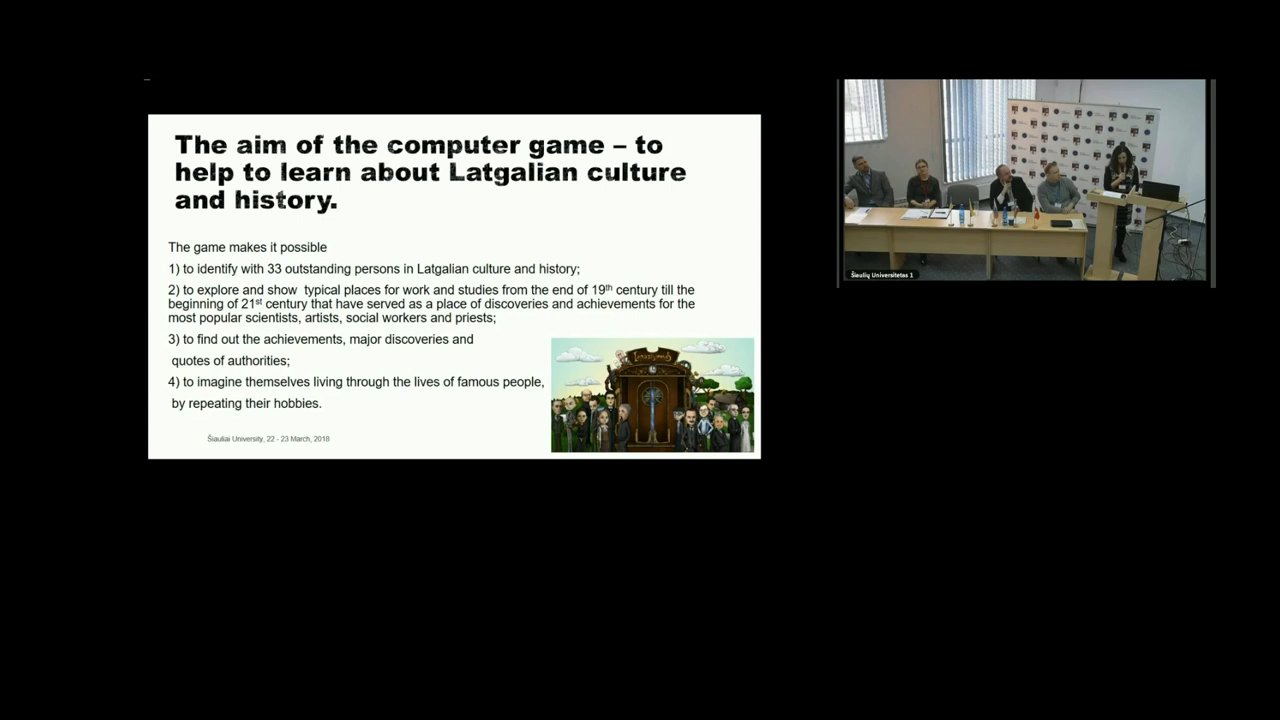 The aim of the computer game – to
help to learn about Latgalian culture
and history.
The game makes it possible
1) to identify with 33 outstanding persons in Latgalian culture and history;
2) to explore and show  typical places for work and studies from the end of 19th century till the
beginning of 21st century that have served as a place of discoveries and achievements for the
most popular scientists, artists, social workers and priests;
3) to find out the achievements, major discoveries and
quotes of authorities;
4) to imagine themselves living through the lives of famous people,
by repeating their hobbies.
Šiauliai University, 22 - 23 March, 2018
Šiaulių Universitetas 1